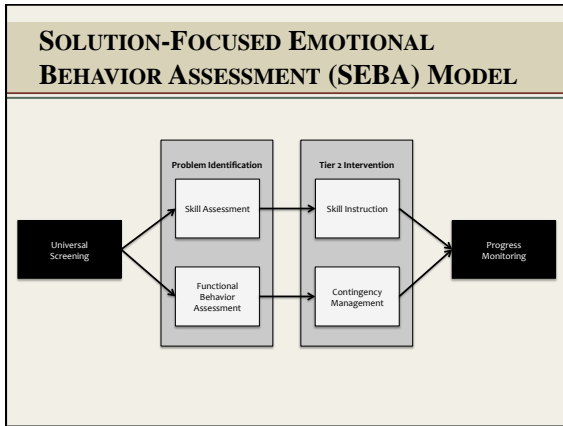 SOLUTION-FOCUSED EMOTIONAL
BEHAVIOR ASSESSMENT (SEBA) MODEL
Problem Identification
Tier 2 Intervention
Skill Assessment
Skill Instruction
Universal
Screening
Progress
Monitoring
Functional
Behavior
Assessment
Contingency
Management